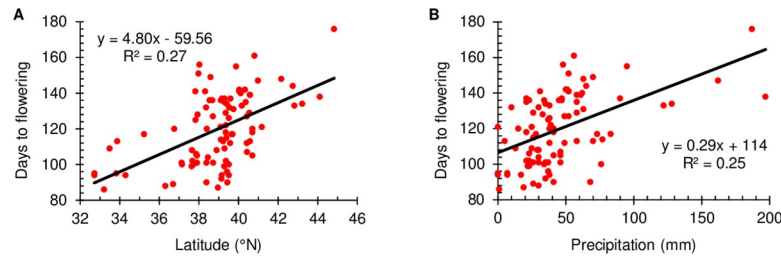 A
y = 4.80x - 59.56
R² = 0.27
Days to flowering
180
160
140
120
100
80
32 34 36 38 40 42 44 46
Latitude (°N)
B
y = 0.29x + 114
R² = 0.25
Days to flowering
180
160
140
120
100
80
0 50 100 150 200
Precipitation (mm)